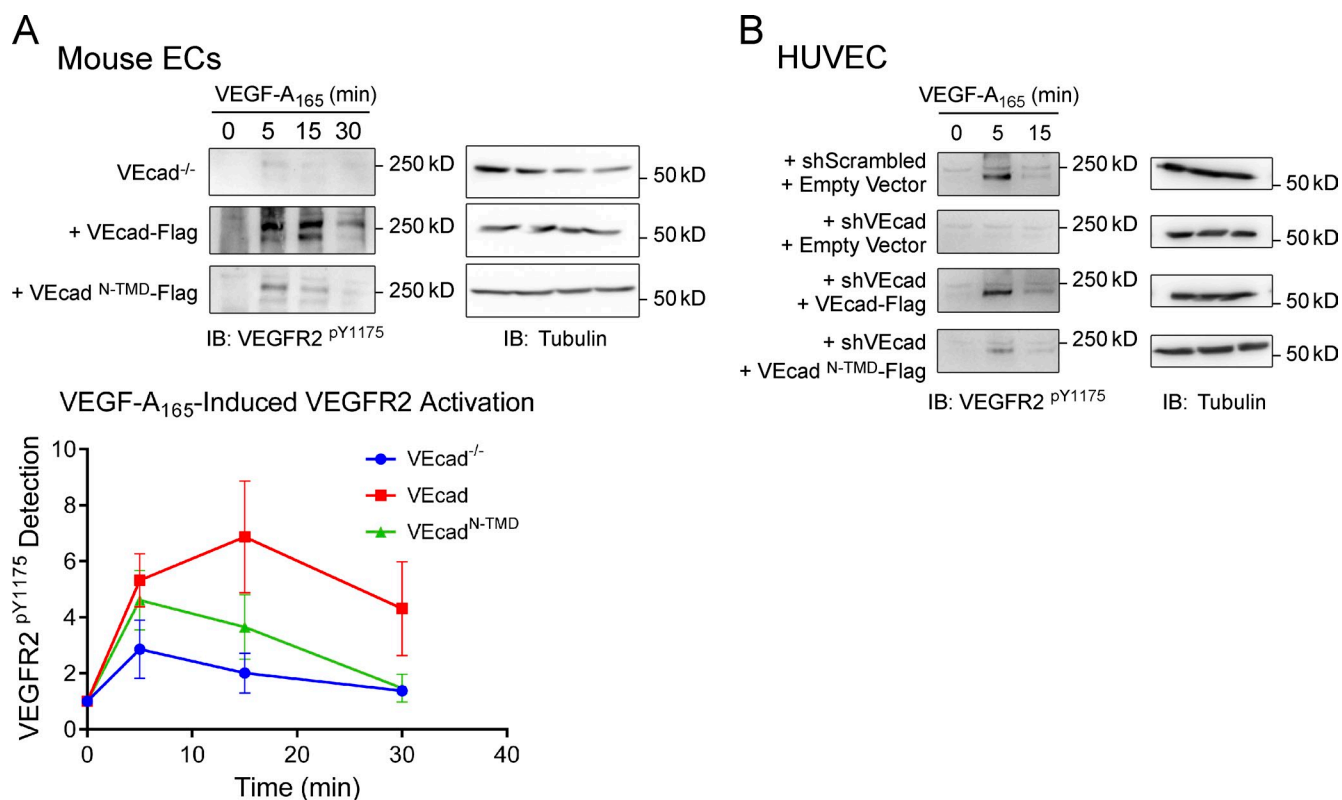 A
Mouse ECs
VEGF-A165 (min)
0 5 15 30
VEcad-/-
250 kD
50 kD
+ VEcad-Flag
250 kD
50 kD
+ VEcad N-TMD-Flag
250 kD
50 kD
IB: VEGFR2 pY1175
IB: Tubulin
VEGF-A165-Induced VEGFR2 Activation
VEGFR2 pY1175 Detection
10
8
6
4
2
0
VEcad-/-
VEcad
VEcadN-TMD
0 10 20 30 40
Time (min)
B
HUVEC
VEGF-A165 (min)
0 5 15
+ shScrambled
+ Empty Vector
250 kD
50 kD
+ shVEcad
+ Empty Vector
250 kD
50 kD
+ shVEcad
+ VEcad-Flag
250 kD
50 kD
+ shVEcad
+ VEcad N-TMD-Flag
250 kD
50 kD
IB: VEGFR2 pY1175
IB: Tubulin